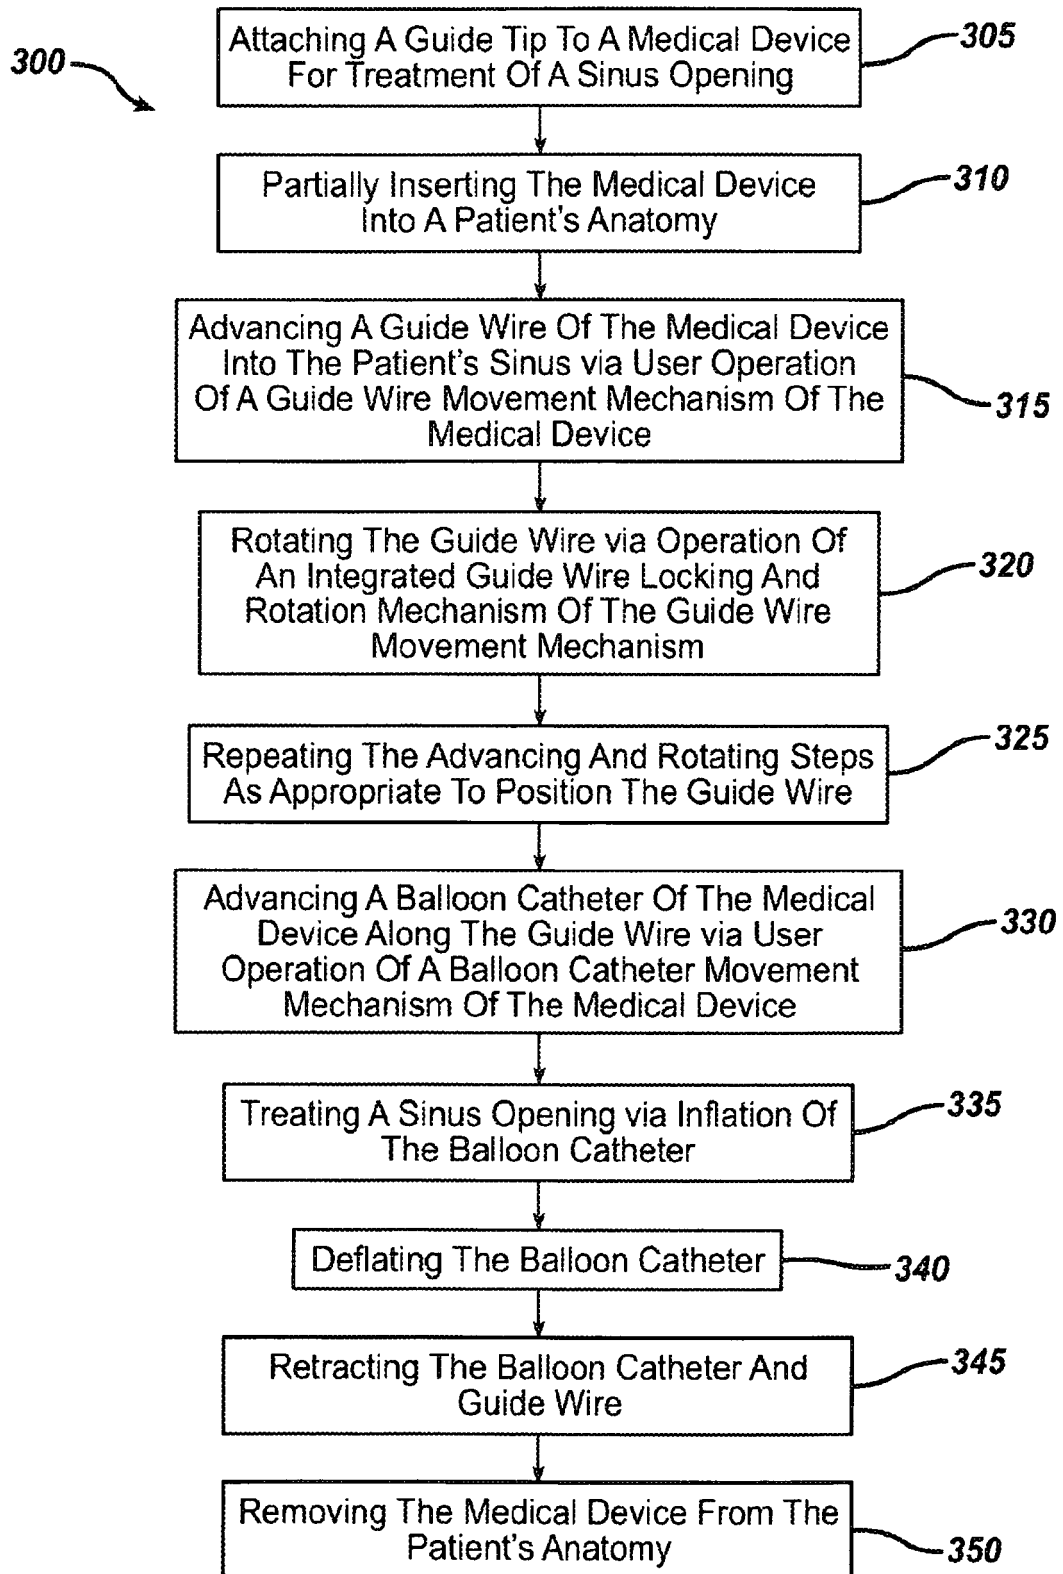 300
Attaching A Guide Tip To A Medical Device
For Treatment Of A Sinus Opening
305
Partially Inserting The Medical Device
Into A Patient's Anatomy
310
Advancing A Guide Wire Of The Medical Device
Into The Patient's Sinus via User Operation
Of A Guide Wire Movement Mechanism Of The
Medical Device
315
Rotating The Guide Wire via Operation Of
An Integrated Guide Wire Locking And
Rotation Mechanism Of The Guide Wire
Movement Mechanism
320
Repeating The Advancing And Rotating Steps
As Appropriate To Position The Guide Wire
325
Advancing A Balloon Catheter Of The Medical
Device Along The Guide Wire via User
Operation Of A Balloon Catheter Movement
Mechanism Of The Medical Device
330
Treating A Sinus Opening via Inflation Of
The Balloon Catheter
335
Deflating The Balloon Catheter
340
Retracting The Balloon Catheter And
Guide Wire
345
Removing The Medical Device From The
Patient's Anatomy
350